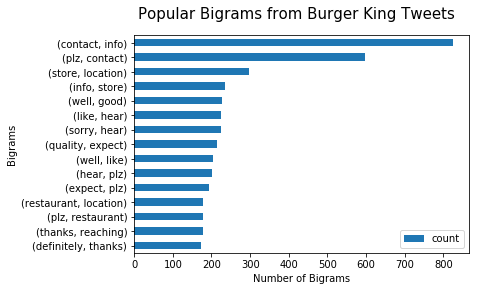 Popular Bigrams from Burger King Tweets
(contact, info)
(plz, contact)
(store, location)
(info, store)
(well, good)
(like, hear)
(sorry, hear)
(quality, expect)
(well, like)
(hear, plz)
(expect, plz)
(restaurant, location)
(plz, restaurant)
(thanks, reaching)
(definitely, thanks)
Bigrams
count
0 100 200 300 400 500 600 700 800
Number of Bigrams